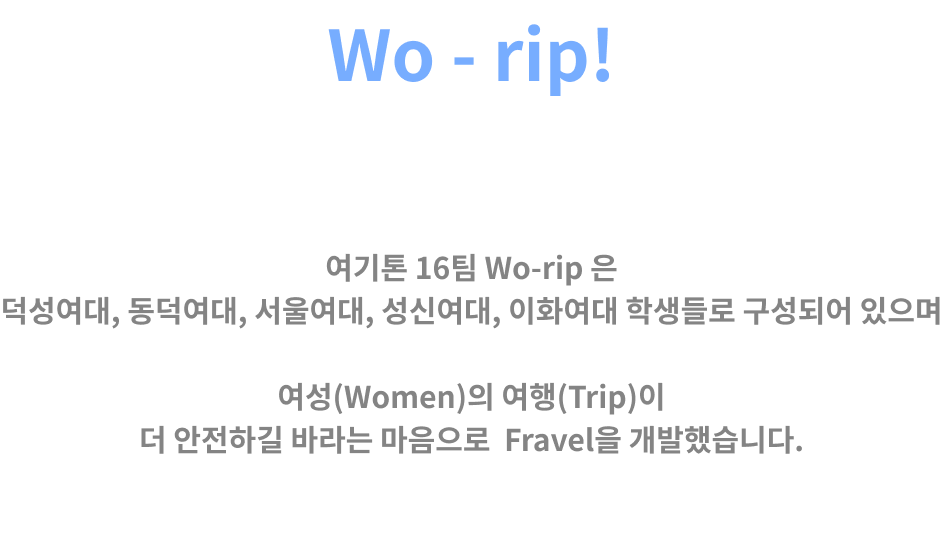 Wo - rip!
여기톤 16팀 Wo-rip 은
덕성여대, 동덕여대, 서울여대, 성신여대, 이화여대 학생들로 구성되어 있으며
여성(Women)의 여행(Trip)이
더 안전하길 바라는 마음으로  Fravel을 개발했습니다.